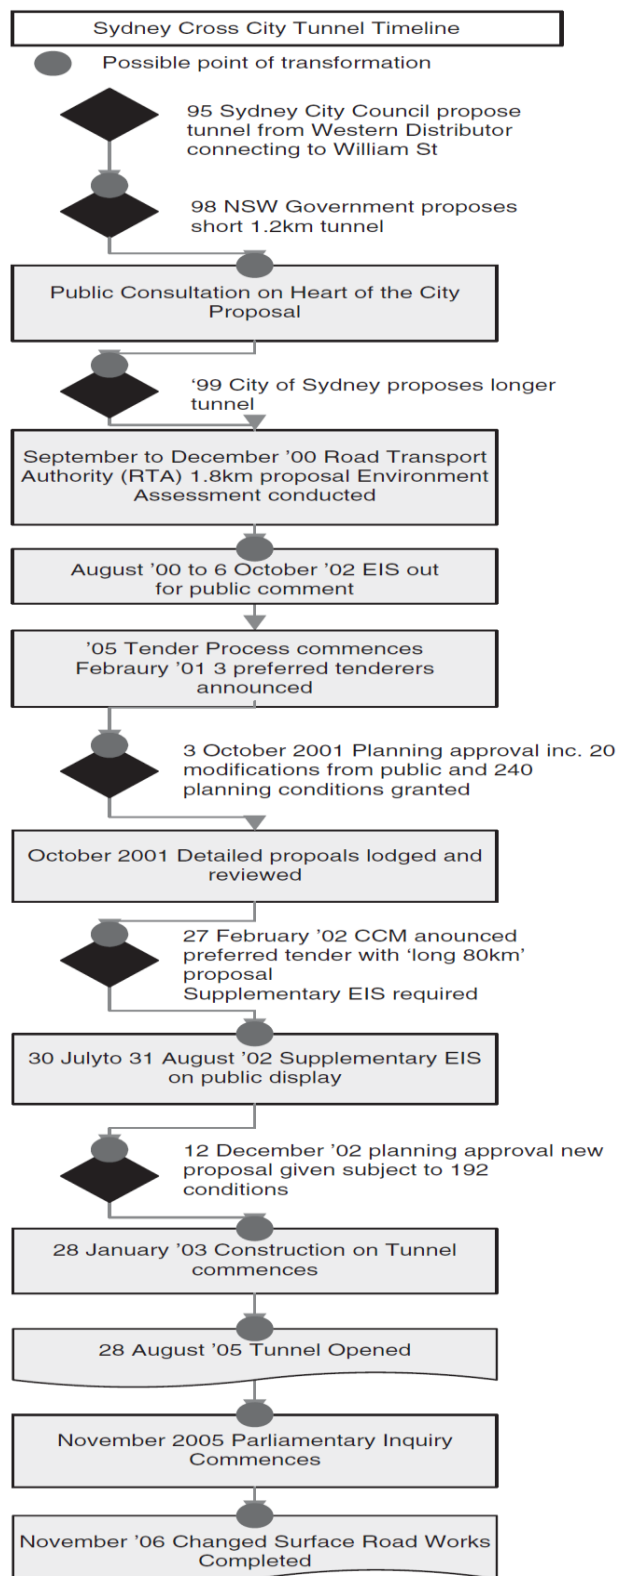 Sydney Cross City Tunnel Timeline
Possible point of transformation
95 Sydney City Council propose
tunnel from Western Distributor
connecting to William St
98 NSW Government proposes
short 1.2km tunnel
Public Consultation on Heart of the City
Proposal
‘99 City of Sydney proposes longer
tunnel
September to December ’00 Road Transport
Authority (RTA) 1.8km proposal Environment
Assessment conducted
August ’00 to 6 October ’02 EIS out
for public comment
’05 Tender Process commences
Febraury ’01 3 preferred tenderers
announced
3 October 2001 Planning approval inc. 20
modifications from public and 240
planning conditions granted
October 2001 Detailed propoals lodged and
reviewed
27 February ’02 CCM anounced
preferred tender with ‘long 80km’
proposal
Supplementary EIS required
30 Julyto 31 August ’02 Supplementary EIS
on public display
12 December ’02 planning approval new
proposal given subject to 192
conditions
28 January ’03 Construction on Tunnel
commences
28 August ’05 Tunnel Opened
November 2005 Parliamentary Inquiry
Commences
November ’06 Changed Surface Road Works
Completed